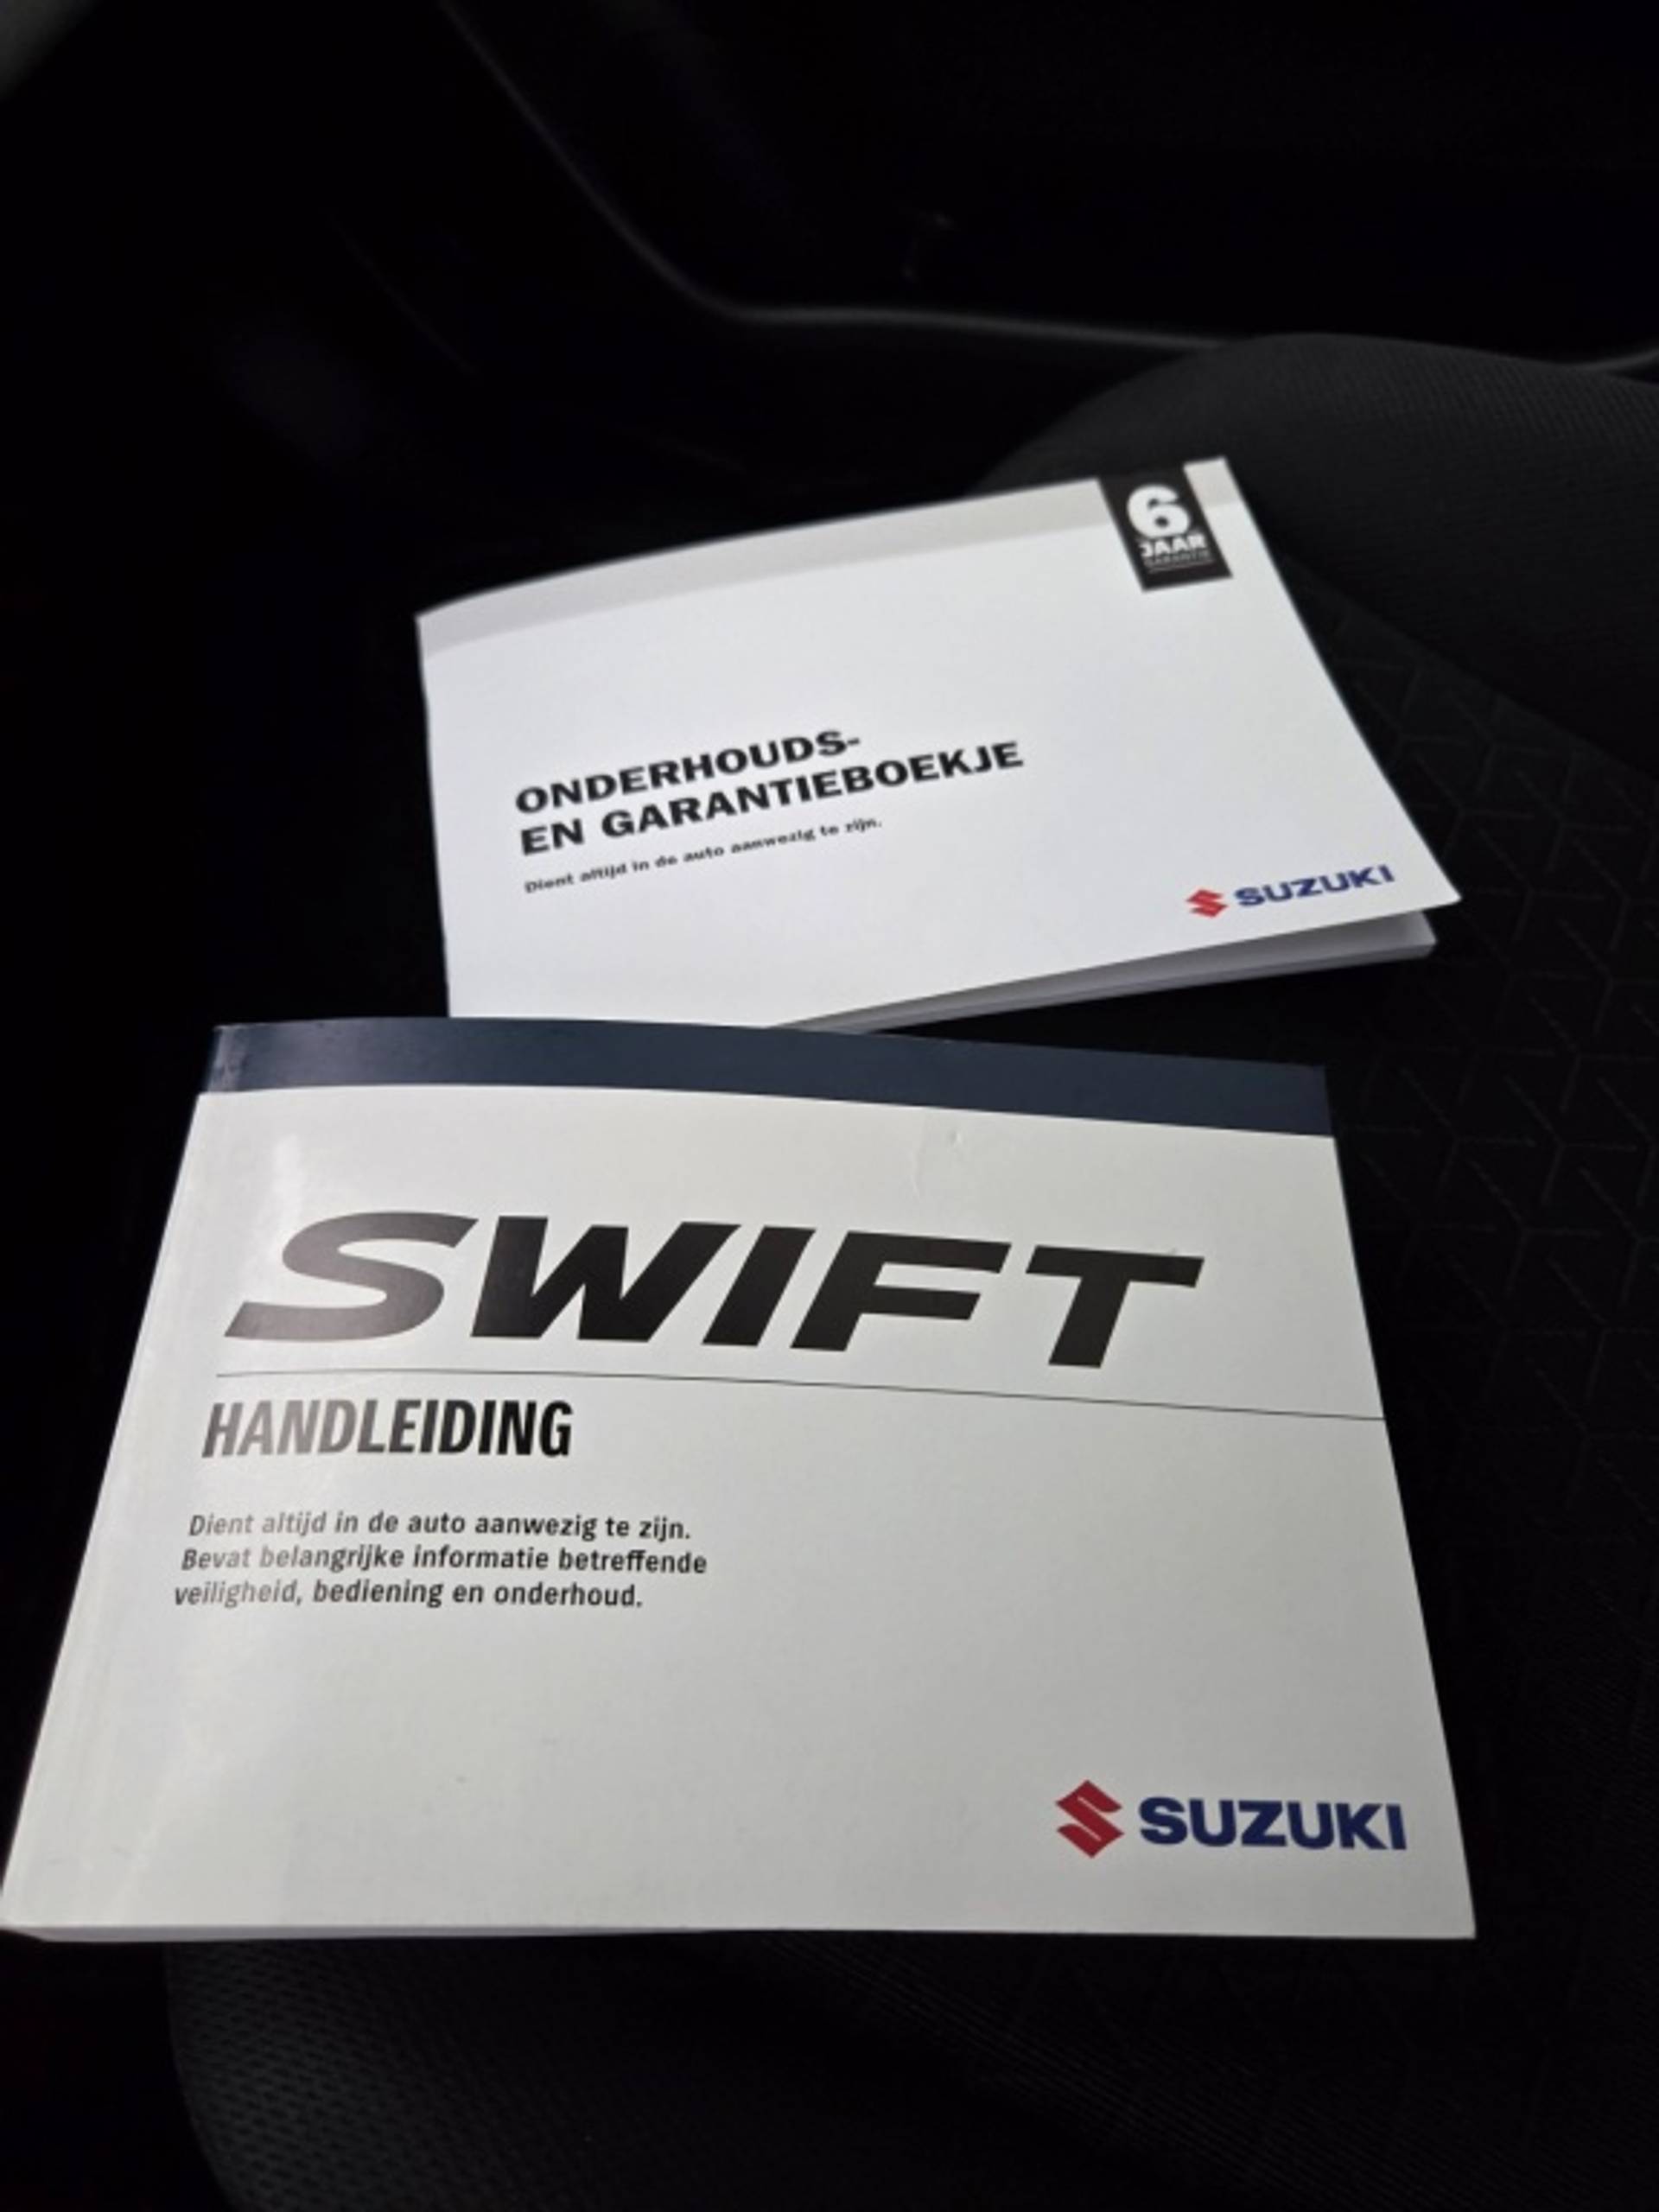 6
JAAR
GARANTIE
ONDERHOUDS-
EN GARANTIEBOEKJE
Dient altijd in de auto aanwezig te zijn.
SUZUKI
SWIFT
HANDLEIDING
Dient altijd in de auto aanwezig te zijn.
Bevat belangrijke informatie betreffende
veiligheid, bediening en onderhoud.
SUZUKI